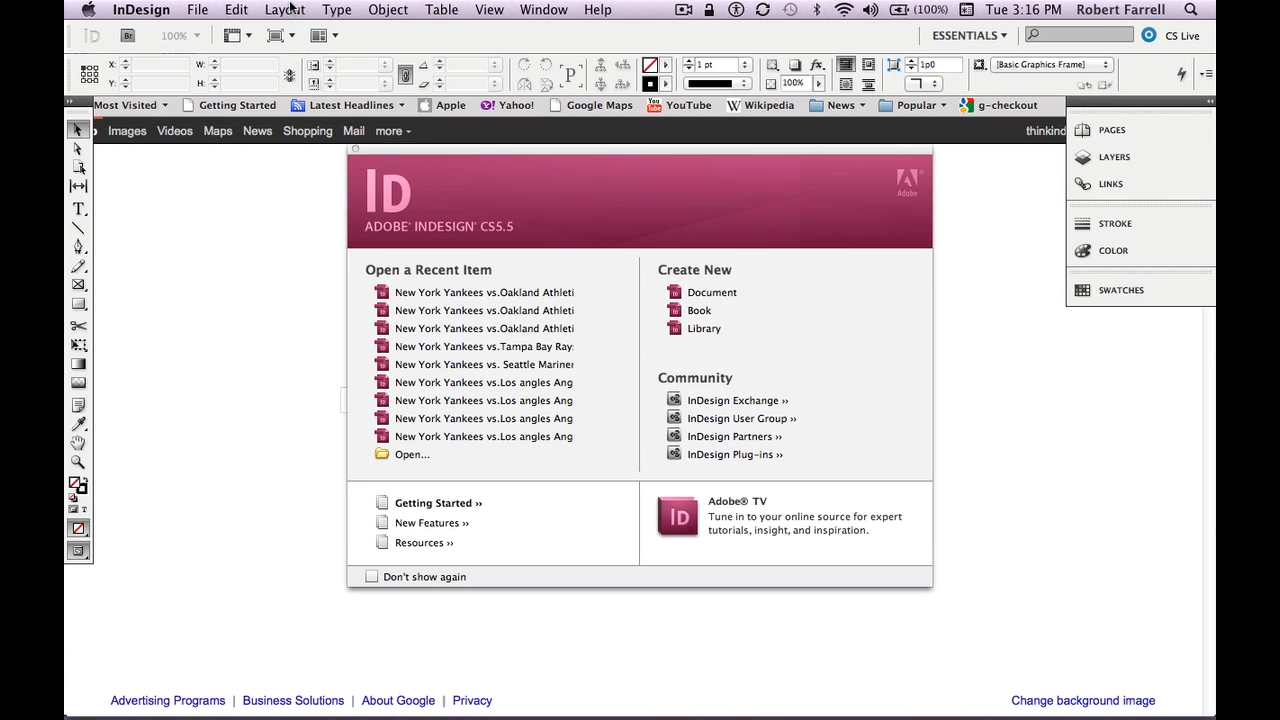 InDesign File Edit Layout Type Object Table View Window Help (100%) Tue 3:16 PM Robert Farrell
Br 100% ESSENTIALS CS Live
X: W: 1 pt 1p0 [Basic Graphics Frame]
Y: H: 100%
Most Visited Getting Started Latest Headlines Apple Yahoo! Google Maps YouTube News Popular g-checkout
Images Videos Maps News Shopping Mail more
PAGES
LAYERS
LINKS
STROKE
COLOR
SWATCHES
ID
Adobe
ADOBE® INDESIGN® CS5.5
Open a Recent Item
New York Yankees vs.Oakland Athleti
New York Yankees vs.Oakland Athleti
New York Yankees vs.Oakland Athleti
New York Yankees vs.Tampa Bay Ray
New York Yankees vs. Seattle Mariner
New York Yankees vs.Los angles Ang
New York Yankees vs.Los angles Ang
New York Yankees vs.Los angles Ang
New York Yankees vs.Los angles Ang
Open...
Create New
Document
Book
Library
Community
InDesign Exchange ››
InDesign User Group ››
InDesign Partners ››
InDesign Plug-ins ››
Getting Started ››
New Features ››
Resources ››
Adobe® TV
Tune in to your online source for expert
tutorials, insight, and inspiration.
Don't show again
Advertising Programs | Business Solutions | About Google | Privacy
Change background image